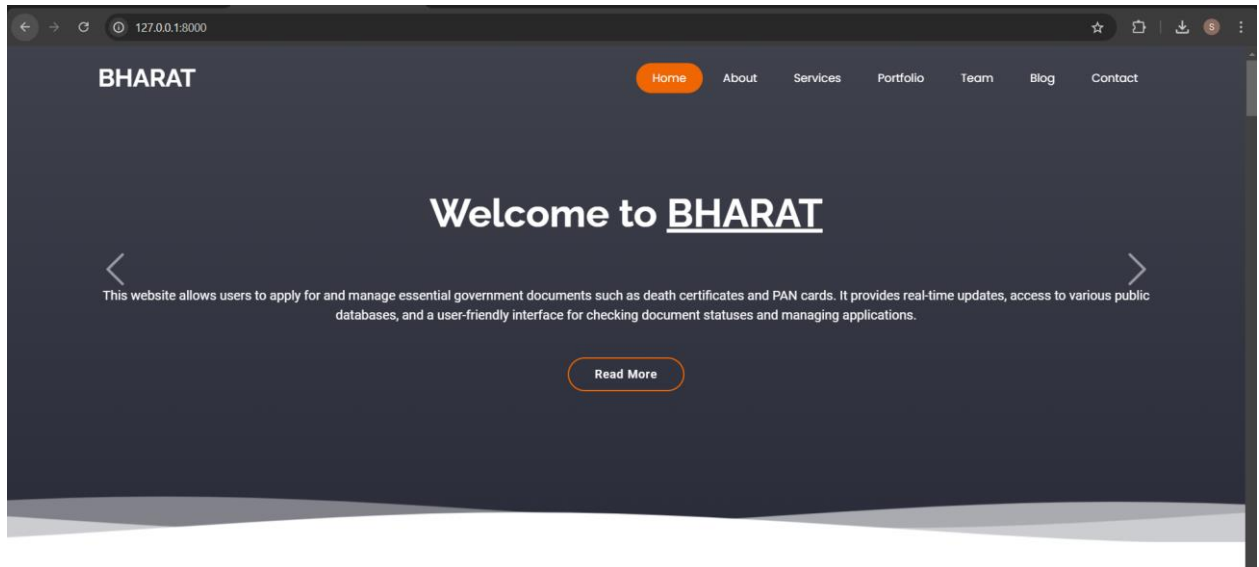 127.0.0.1:8000
S
BHARAT
Home About Services Portfolio Team Blog Contact
Welcome to BHARAT
This website allows users to apply for and manage essential government documents such as death certificates and PAN cards. It provides real-time updates, access to various public
databases, and a user-friendly interface for checking document statuses and managing applications.
Read More